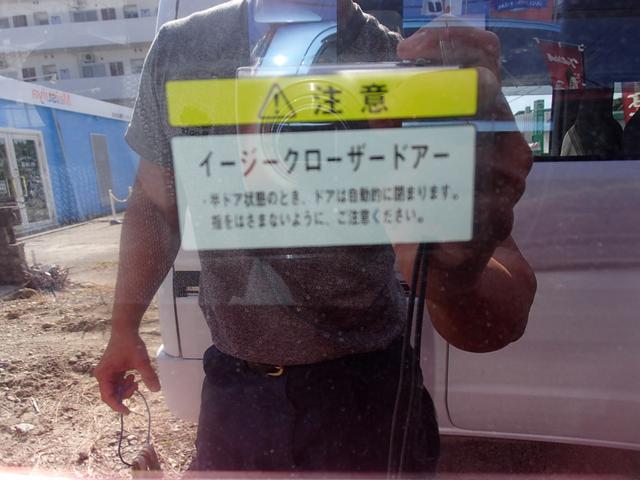 ⚠ 注意
イージークローザードアー
・半ドア状態のとき、ドアは自動的に閉まります。
指をはさまないように、ご注意ください。